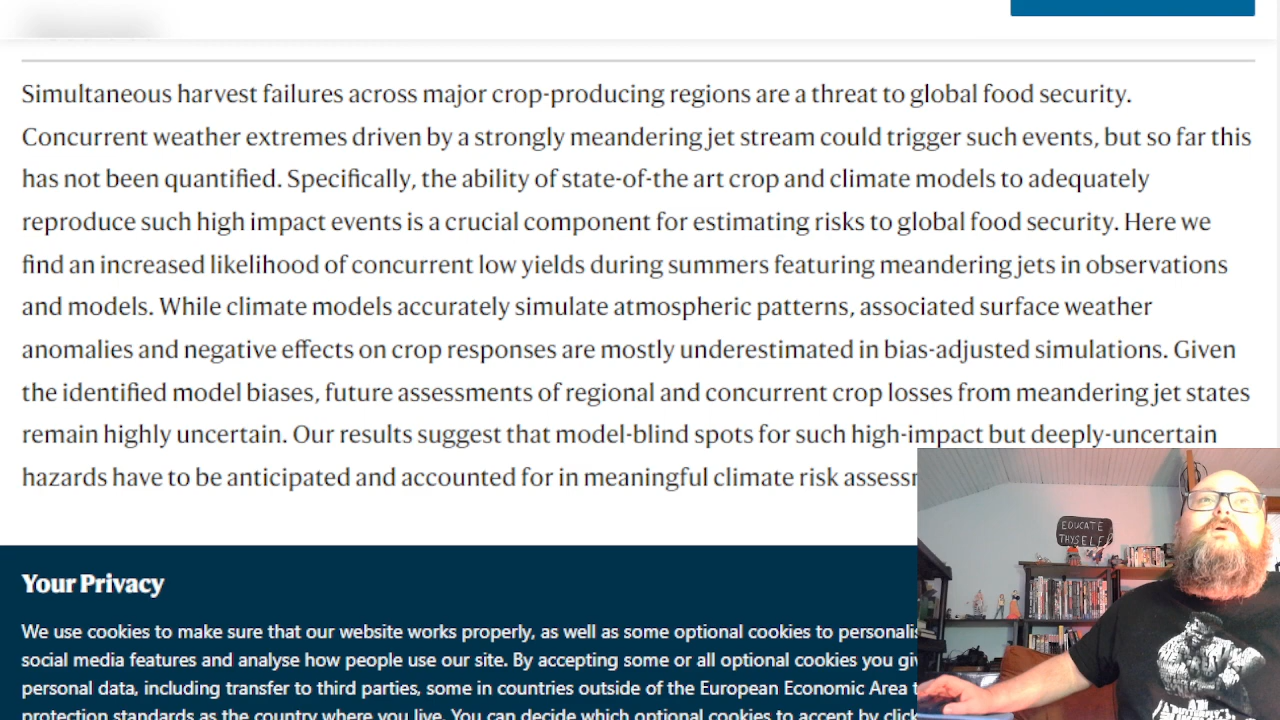 Simultaneous harvest failures across major crop-producing regions are a threat to global food security.
Concurrent weather extremes driven by a strongly meandering jet stream could trigger such events, but so far this
has not been quantified. Specifically, the ability of state-of-the art crop and climate models to adequately
reproduce such high impact events is a crucial component for estimating risks to global food security. Here we
find an increased likelihood of concurrent low yields during summers featuring meandering jets in observations
and models. While climate models accurately simulate atmospheric patterns, associated surface weather
anomalies and negative effects on crop responses are mostly underestimated in bias-adjusted simulations. Given
the identified model biases, future assessments of regional and concurrent crop losses from meandering jet states
remain highly uncertain. Our results suggest that model-blind spots for such high-impact but deeply-uncertain
hazards have to be anticipated and accounted for in meaningful climate risk
EDUCATE
THYSELF
Your Privacy
We use cookies to make sure that our website works properly, as well as some optional cookies to
social media features and analyse how people use our site. By accepting some or all optional cookies you
personal data, including transfer to third parties, some in countries outside of the European Economic Area
protection standards as the country where you live. You can decide which optional cookies to accept by